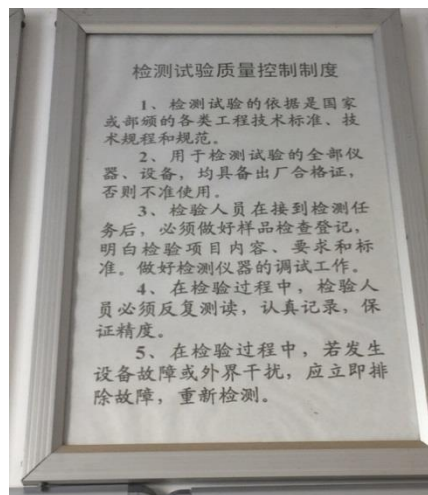 检测试验质量控制制度
1、检测试验的依据是国家
或部颁的各类工程技术标准、技
术规程和规范。
2、用于检测试验的全部仪
器、设备，均具备出厂合格证，
否则不准使用。
3、检验人员在接到检测任
务后，必须做好样品检查登记，
明白检验项目内容、要求和标
准。做好检测仪器的调试工作。
4、在检验过程中，检验人
员必须反复测读，认真记录，保
证精度。
5、在检验过程中，若发生
设备故障或外界干扰，应立即排
除故障，重新检测。